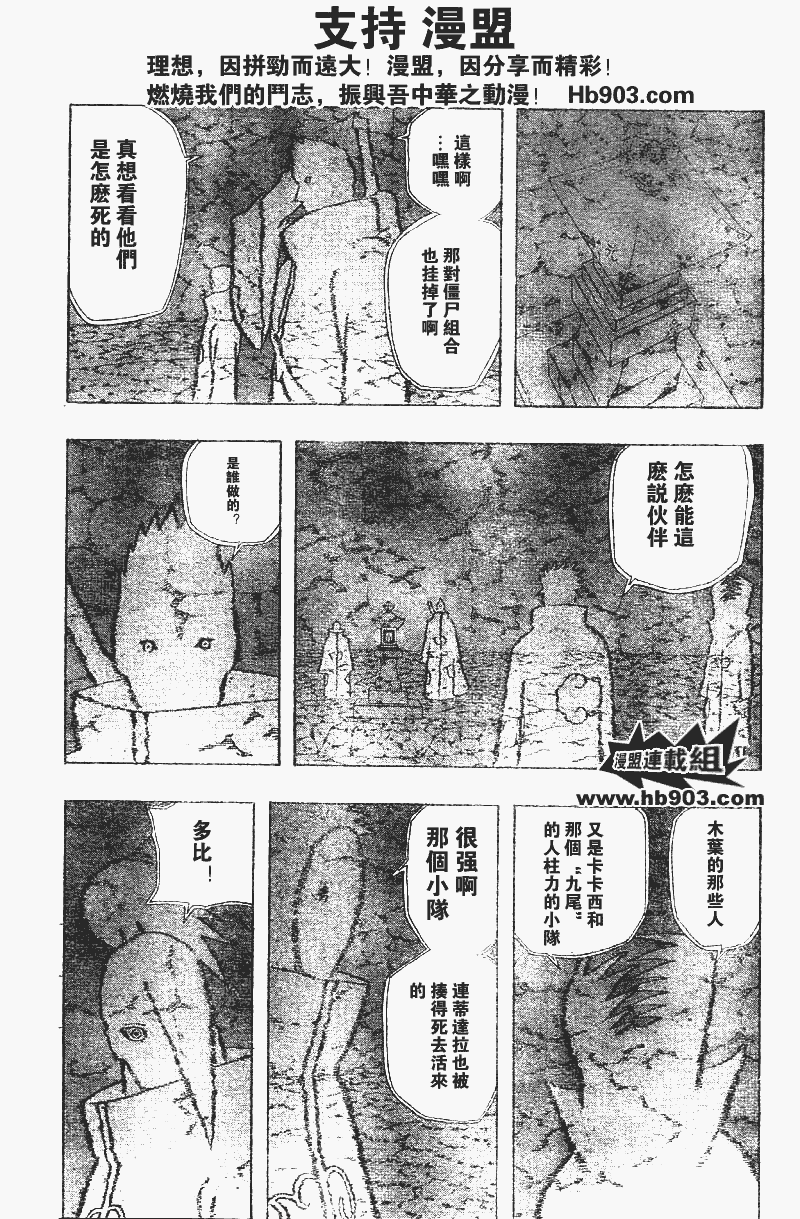 支持 漫盟
理想，因拼勁而遠大！漫盟，因分享而精彩！
燃燒我們的鬥志，振興吾中華之動漫！ Hb903.com
這樣啊
…嘿嘿
那對僵尸組合
也挂掉了啊
真想看看他們
是怎麽死的
怎麽能這
麽説伙伴
是誰
做的？
漫盟連載組
www.hb903.com
木葉的那些人
又是卡卡西和
那個“九尾”
的人柱力的小隊
很强啊
那個小隊
連蒂達拉也被
揍得死去活來
的
多比！